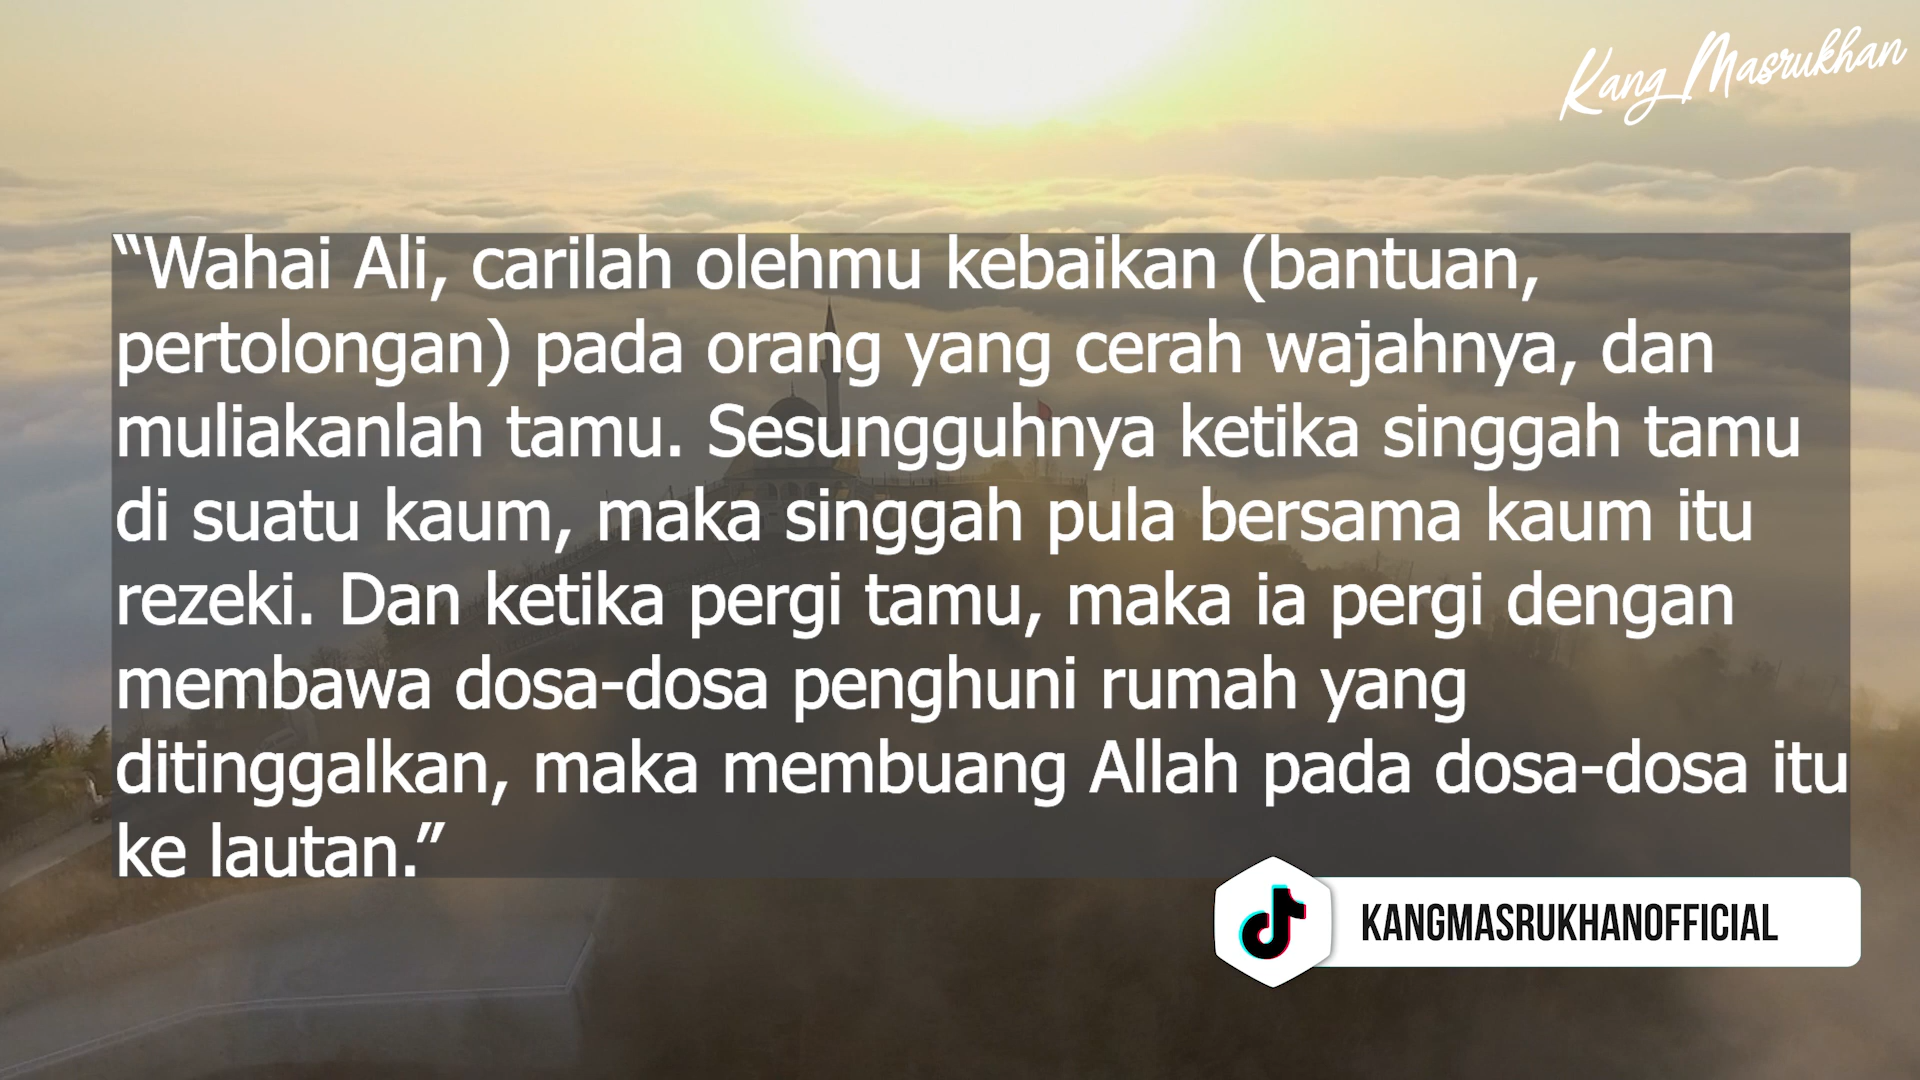 Kang Masrukhan
“Wahai Ali, carilah olehmu kebaikan (bantuan,
pertolongan) pada orang yang cerah wajahnya, dan
muliakanlah tamu. Sesungguhnya ketika singgah tamu
di suatu kaum, maka singgah pula bersama kaum itu
rezeki. Dan ketika pergi tamu, maka ia pergi dengan
membawa dosa-dosa penghuni rumah yang
ditinggalkan, maka membuang Allah pada dosa-dosa itu
ke lautan.”
KANGMASRUKHANOFFICIAL